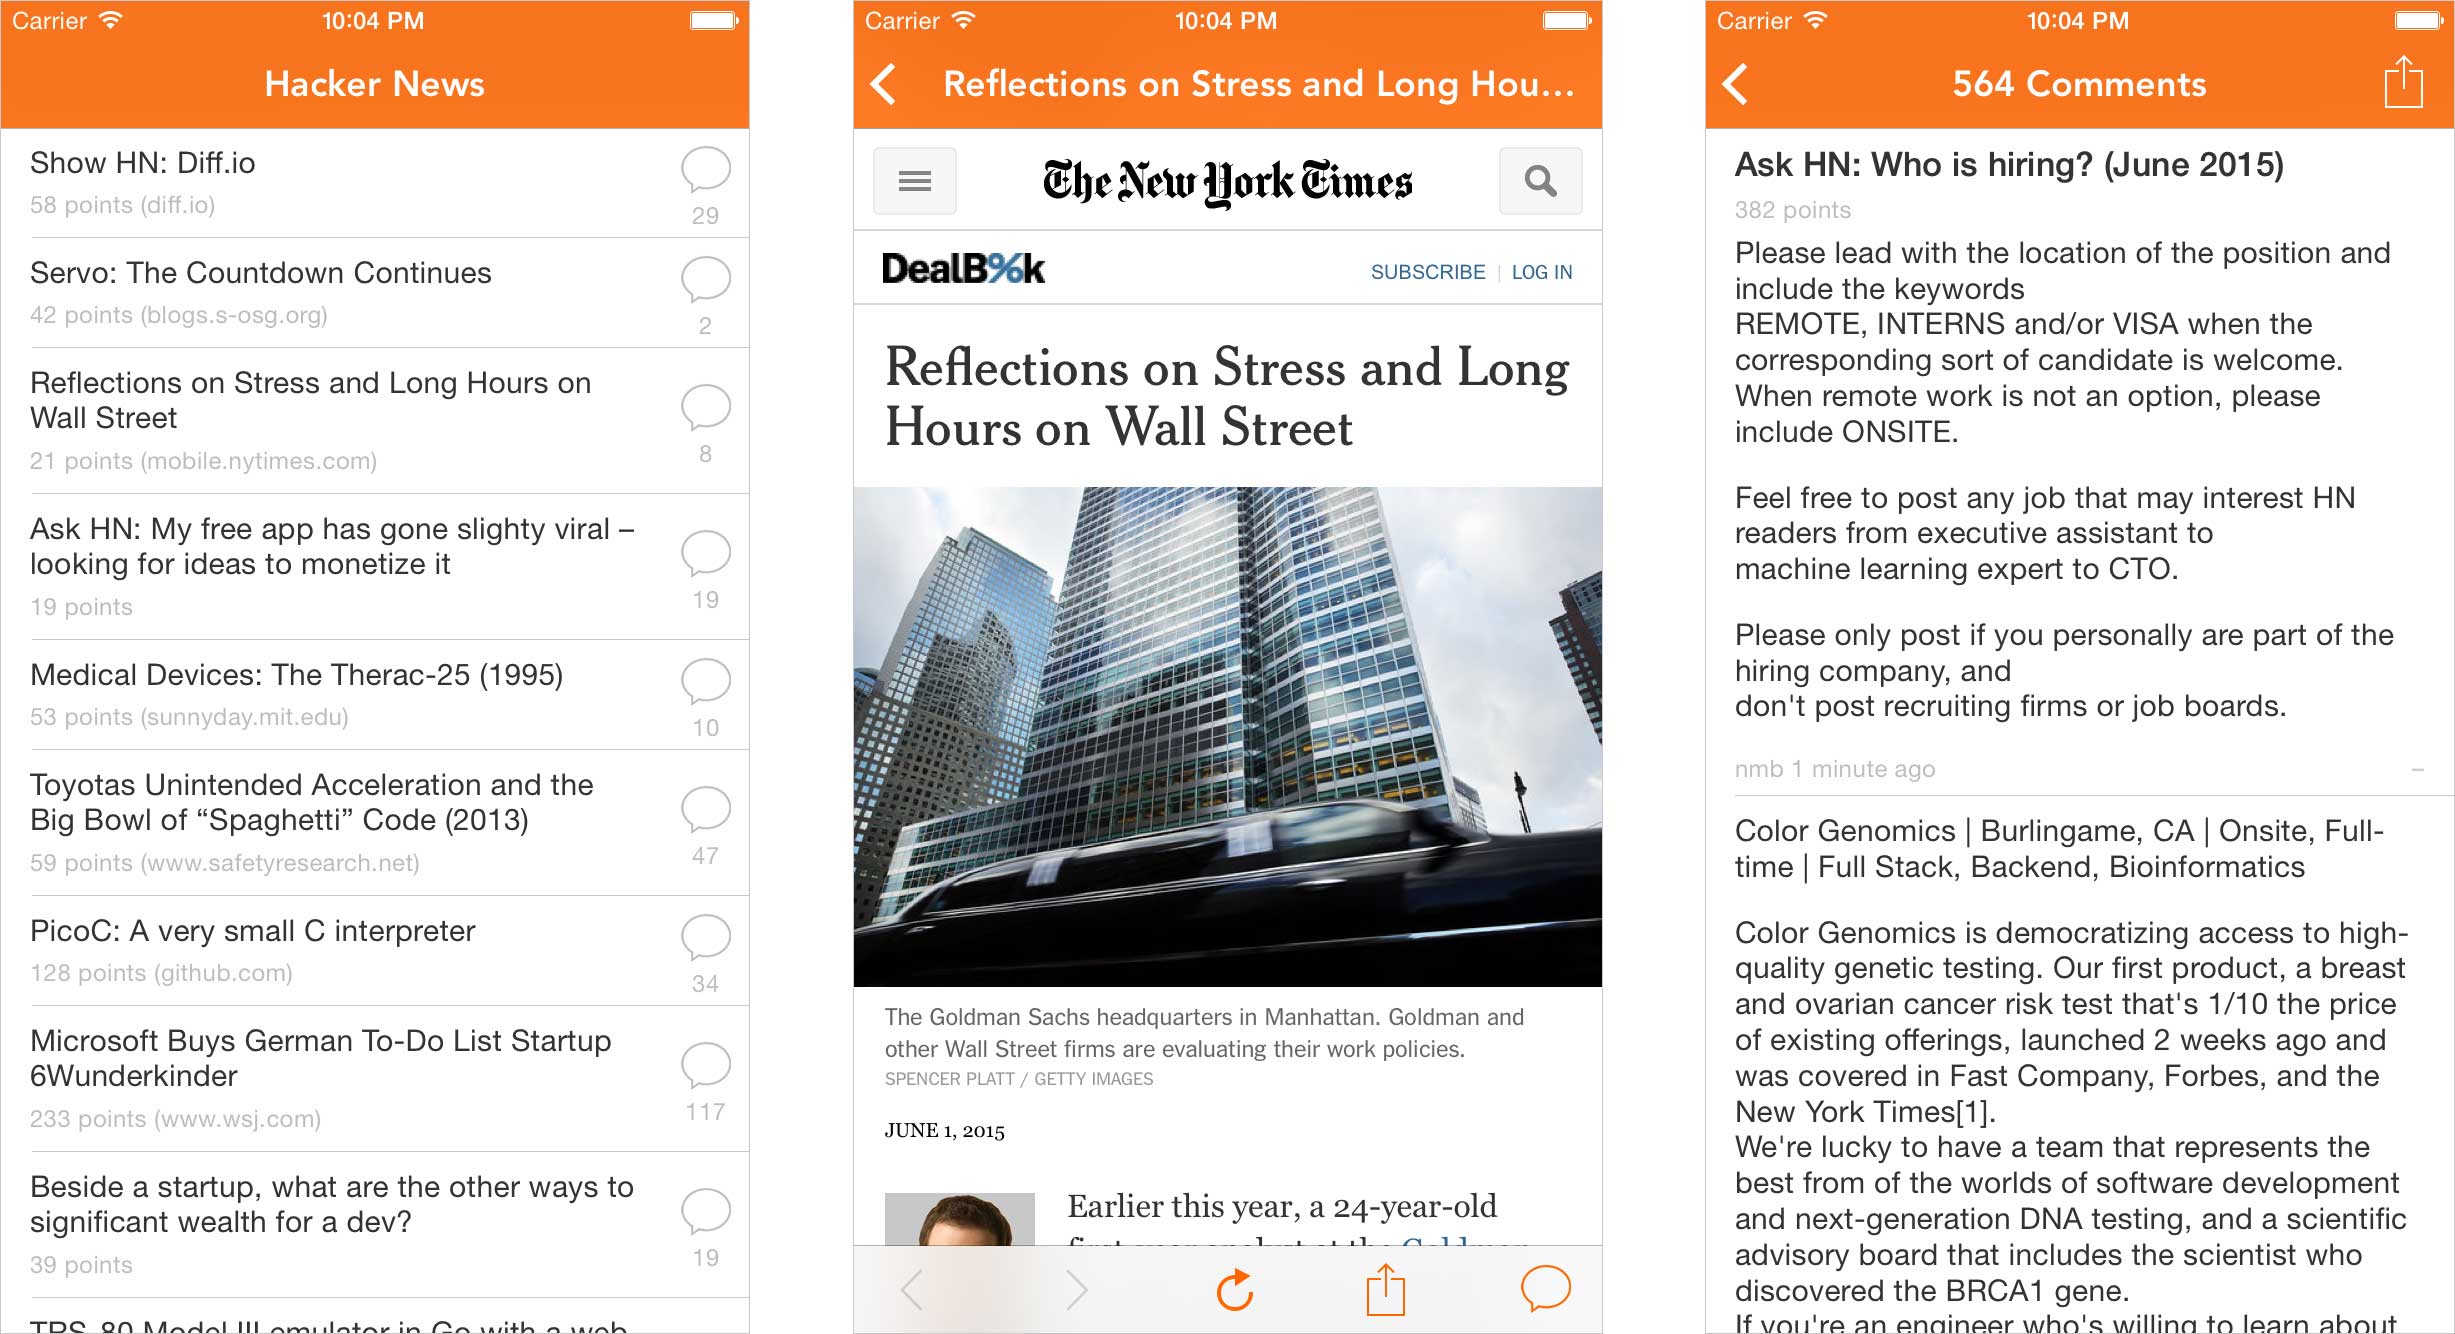 Carrier 10:04 PM
Hacker News
Show HN: Diff.io
58 points (diff.io)
29
Servo: The Countdown Continues
42 points (blogs.s-osg.org)
2
Reflections on Stress and Long Hours on
Wall Street
21 points (mobile.nytimes.com)
8
Ask HN: My free app has gone slighty viral –
looking for ideas to monetize it
19 points
19
Medical Devices: The Therac-25 (1995)
53 points (sunnyday.mit.edu)
10
Toyotas Unintended Acceleration and the
Big Bowl of “Spaghetti” Code (2013)
59 points (www.safetyresearch.net)
47
PicoC: A very small C interpreter
128 points (github.com)
34
Microsoft Buys German To-Do List Startup
6Wunderkinder
233 points (www.wsj.com)
117
Beside a startup, what are the other ways to
significant wealth for a dev?
39 points
19
TRS-80 Model III emulator in Go with a web
Carrier 10:04 PM
Reflections on Stress and Long Hou...
The New York Times
DealB%k
SUBSCRIBE | LOG IN
Reflections on Stress and Long
Hours on Wall Street
The Goldman Sachs headquarters in Manhattan. Goldman and
other Wall Street firms are evaluating their work policies.
SPENCER PLATT / GETTY IMAGES
JUNE 1, 2015
Earlier this year, a 24-year-old
first-year analyst at the Goldman
Carrier 10:04 PM
564 Comments
Ask HN: Who is hiring? (June 2015)
382 points
Please lead with the location of the position and
include the keywords
REMOTE, INTERNS and/or VISA when the
corresponding sort of candidate is welcome.
When remote work is not an option, please
include ONSITE.
Feel free to post any job that may interest HN
readers from executive assistant to
machine learning expert to CTO.
Please only post if you personally are part of the
hiring company, and
don't post recruiting firms or job boards.
nmb 1 minute ago –
Color Genomics | Burlingame, CA | Onsite, Full-
time | Full Stack, Backend, Bioinformatics
Color Genomics is democratizing access to high-
quality genetic testing. Our first product, a breast
and ovarian cancer risk test that's 1/10 the price
of existing offerings, launched 2 weeks ago and
was covered in Fast Company, Forbes, and the
New York Times[1].
We're lucky to have a team that represents the
best from of the worlds of software development
and next-generation DNA testing, and a scientific
advisory board that includes the scientist who
discovered the BRCA1 gene.
If you're an engineer who's willing to learn about